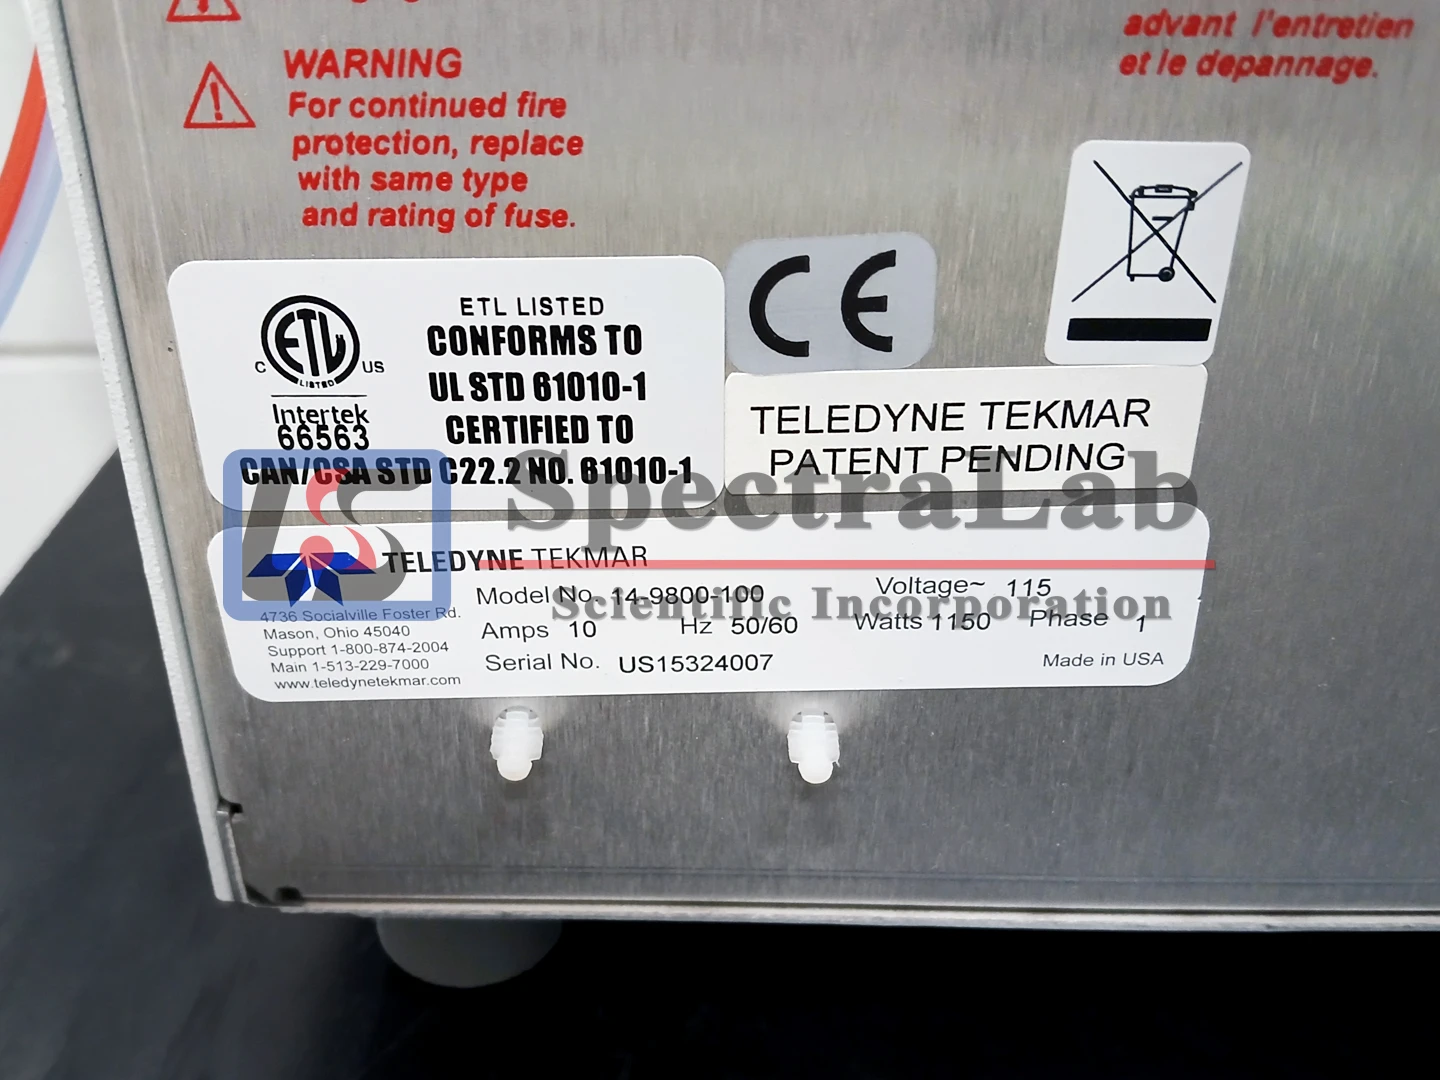 advant l'entretien
et le depannage.
WARNING
For continued fire
protection, replace
with same type
and rating of fuse.
ETL LISTED
CONFORMS TO
UL STD 61010-1
CERTIFIED TO
CAN/CSA STD C22.2 NO. 61010-1
C ETL US
LISTED
Intertek
66563
CE
TELEDYNE TEKMAR
PATENT PENDING
SpectraLab
Scientific Incorporation
LS
TELEDYNE TEKMAR
4736 Socialville Foster Rd.
Mason, Ohio 45040
Support 1-800-874-2004
Main 1-513-229-7000
www.teledynetekmar.com
Model No. 14-9800-100 Voltage~ 115
Amps 10 Hz 50/60 Watts 1150 Phase 1
Serial No. US15324007 Made in USA